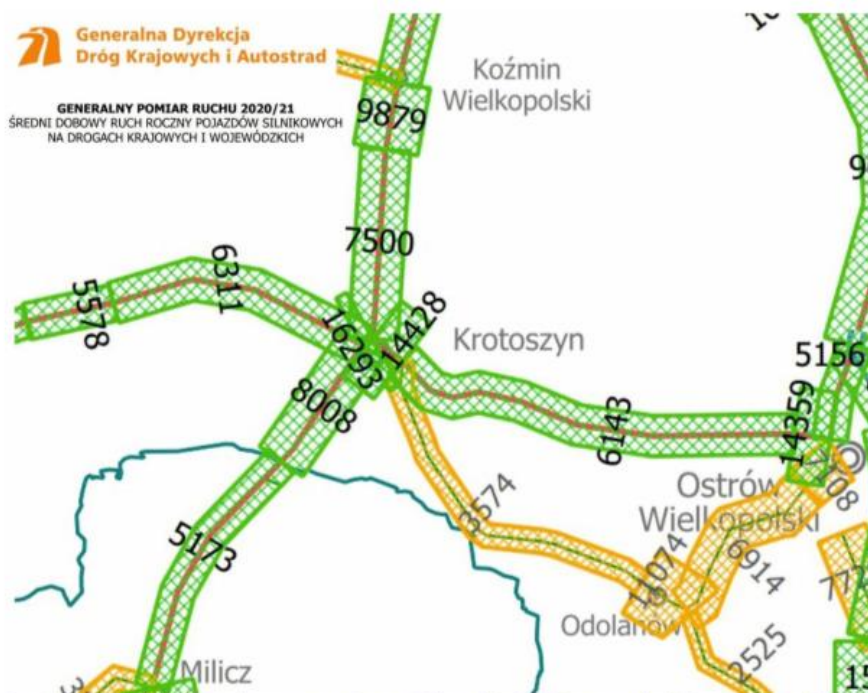 Generalna Dyrekcja
Dróg Krajowych i Autostrad
GENERALNY POMIAR RUCHU 2020/21
ŚREDNI DOBOWY RUCH ROCZNY POJAZDÓW SILNIKOWYCH
NA DROGACH KRAJOWYCH I WOJEWÓDZKICH
Koźmin
Wielkopolski
9879
7500
6311
5578
16293
14428
Krotoszyn
5156
8008
6143
14359
3574
Ostrów
Wielkopolski
5173
11074
6914
Odolanów
2525
Milicz